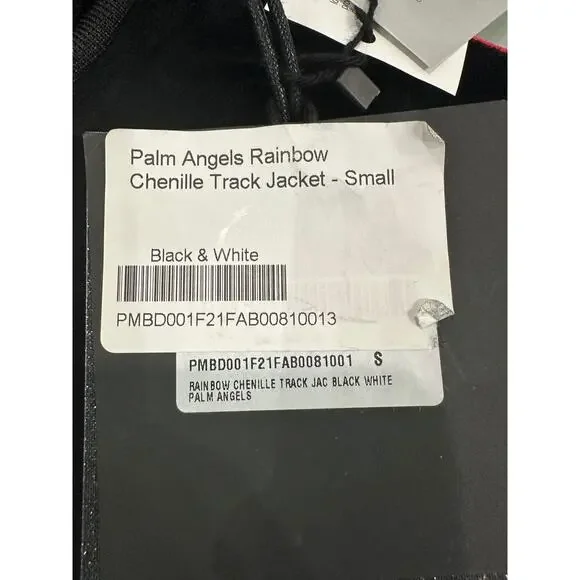 Palm Angels Rainbow
Chenille Track Jacket - Small
Black & White
PMBD001F21FAB00810013
PMBD001F21FAB0081001 S
RAINBOW CHENILLE TRACK JAC BLACK WHITE
PALM ANGELS